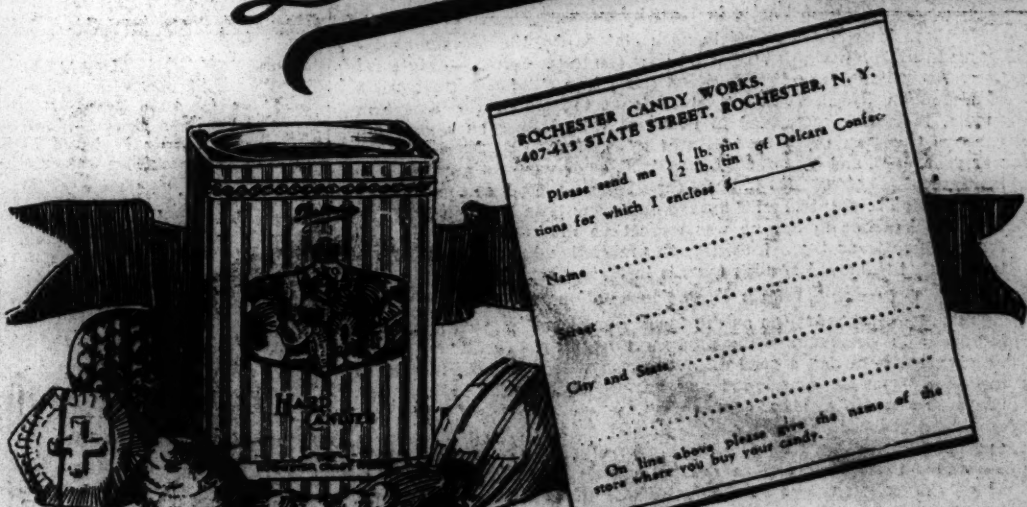 HARD
CANDIES
ROCHESTER CANDY WORKS,
407-413 STATE STREET, ROCHESTER, N. Y.
Please send me { 1 lb. tin
{ 2 lb. tin of Delcara Confec-
tions for which I enclose $
Name
Street
City and State
On line above please give the name of the
store where you buy your candy.